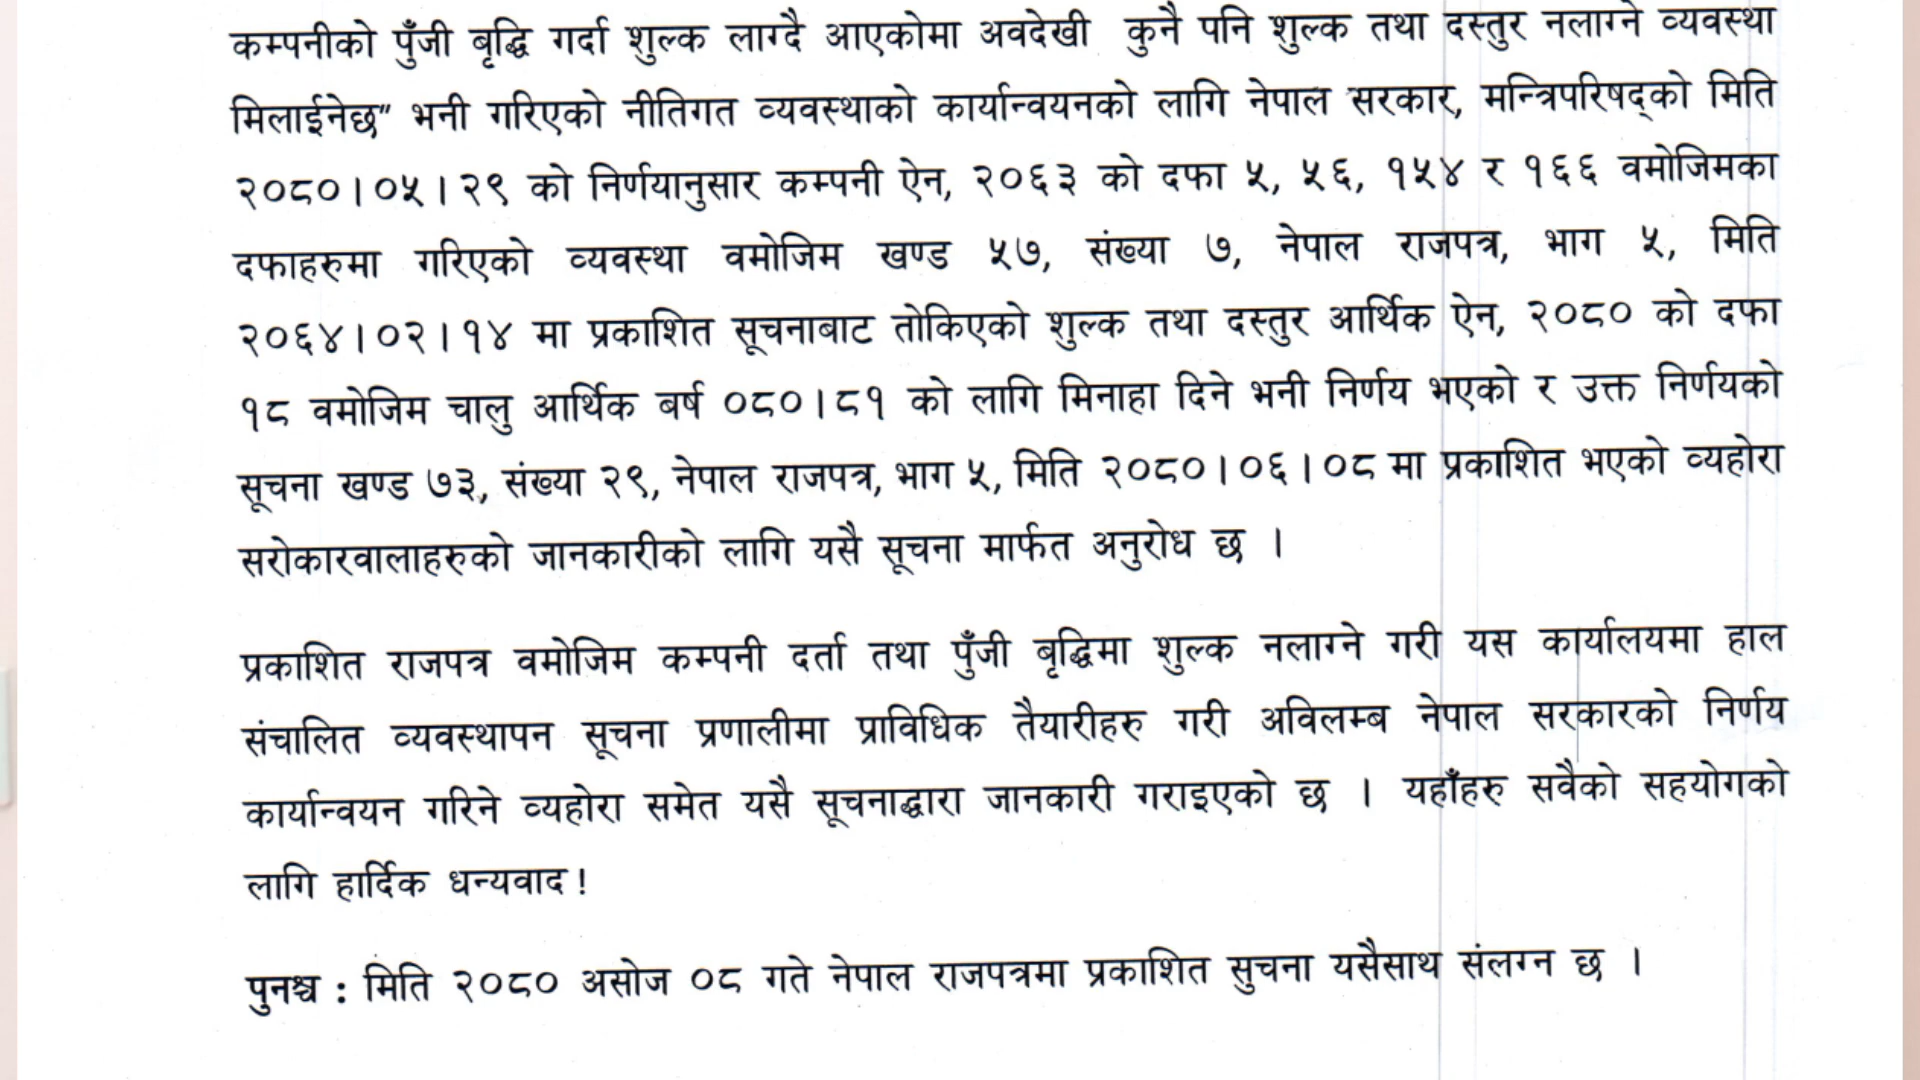 कम्पनीको पुँजी बृद्धि गर्दा शुल्क लाग्दै आएकोमा अवदेखी कुनै पनि शुल्क तथा दस्तुर नलाग्ने व्यवस्था
मिलाईनेछ” भनी गरिएको नीतिगत व्यवस्थाको कार्यान्वयनको लागि नेपाल सरकार, मन्त्रिपरिषद्को मिति
२०८०।०५।२९ को निर्णयानुसार कम्पनी ऐन, २०६३ को दफा ५, ५६, १५४ र १६६ वमोजिमका
दफाहरुमा गरिएको व्यवस्था वमोजिम खण्ड ५७, संख्या ७, नेपाल राजपत्र, भाग ५, मिति
२०६४।०२।१४ मा प्रकाशित सूचनाबाट तोकिएको शुल्क तथा दस्तुर आर्थिक ऐन, २०८० को दफा
१८ वमोजिम चालु आर्थिक बर्ष ०८०।८१ को लागि मिनाहा दिने भनी निर्णय भएको र उक्त निर्णयको
सूचना खण्ड ७३, संख्या २९, नेपाल राजपत्र, भाग ५, मिति २०८०।०६।०८ मा प्रकाशित भएको व्यहोरा
सरोकारवालाहरुको जानकारीको लागि यसै सूचना मार्फत अनुरोध छ ।
प्रकाशित राजपत्र वमोजिम कम्पनी दर्ता तथा पुँजी बृद्धिमा शुल्क नलाग्ने गरी यस कार्यालयमा हाल
संचालित व्यवस्थापन सूचना प्रणालीमा प्राविधिक तैयारीहरु गरी अविलम्ब नेपाल सरकारको निर्णय
कार्यान्वयन गरिने व्यहोरा समेत यसै सूचनाद्धारा जानकारी गराइएको छ । यहाँहरु सवैको सहयोगको
लागि हार्दिक धन्यवाद!
पुनश्च : मिति २०८० असोज ०८ गते नेपाल राजपत्रमा प्रकाशित सुचना यसैसाथ संलग्न छ ।